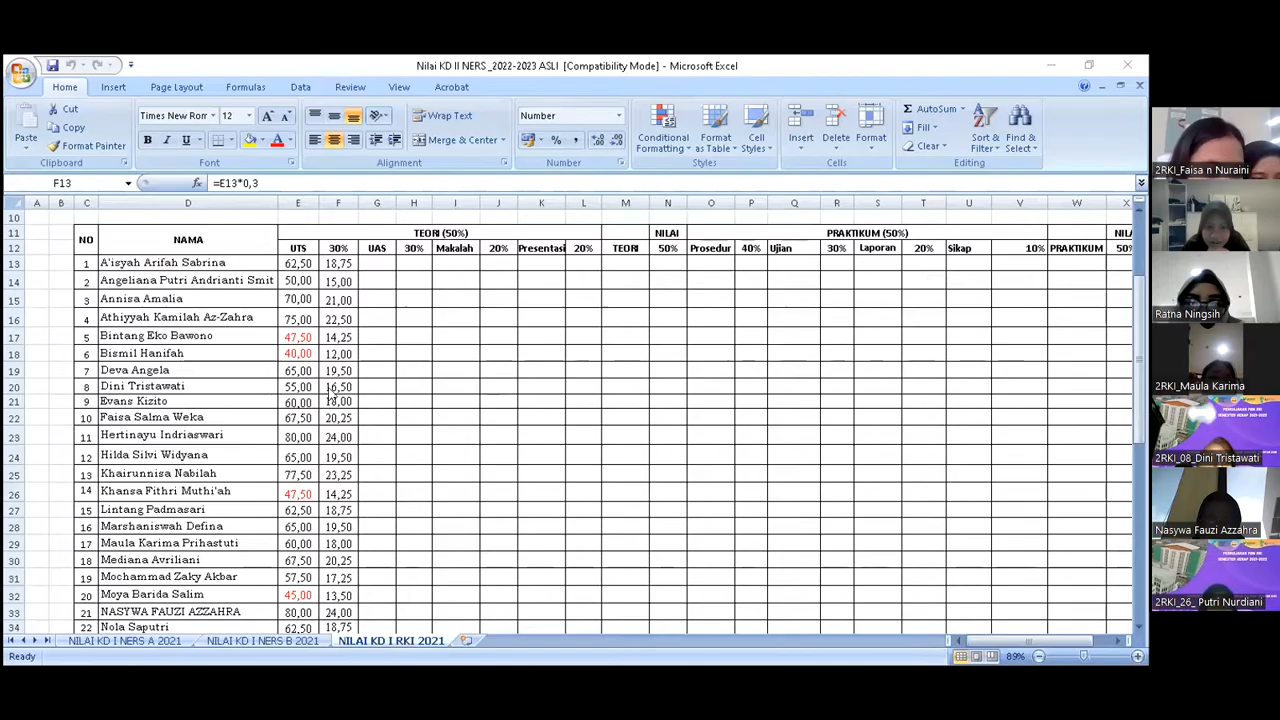 Nilai KD II NERS _2022-2023 ASLI [Compatibility Mode] - Microsoft Excel
Home Insert Page Layout Formulas Data Review View Acrobat
Paste Cut Copy Format Painter
Times New Rom 12
B I U
Wrap Text
Merge & Center
Number
Conditional Formatting Format as Table Cell Styles
Insert Delete Format
AutoSum Fill Clear
Sort & Filter Find & Select
Clipboard Font Alignment Number Styles Cells Editing
F13 fx =E13*0,3
A B C D E F G H I J K L M N O P Q R S T U V W X
10
11 NO NAMA TEORI (50%) NILAI PRAKTIKUM (50%) NILA
12 UTS 30% UAS 30% Makalah 20% Presentasi 20% TEORI 50% Prosedur 40% Ujian 30% Laporan 20% Sikap 10% PRAKTIKUM 50%
13 1 A'isyah Arifah Sabrina 62,50 18,75
14 2 Angeliana Putri Andrianti Smit 50,00 15,00
15 3 Annisa Amalia 70,00 21,00
16 4 Athiyyah Kamilah Az-Zahra 75,00 22,50
17 5 Bintang Eko Bawono 47,50 14,25
18 6 Bismil Hanifah 40,00 12,00
19 7 Deva Angela 65,00 19,50
20 8 Dini Tristawati 55,00 16,50
21 9 Evans Kizito 60,00 18,00
22 10 Faisa Salma Weka 67,50 20,25
23 11 Hertinayu Indriaswari 80,00 24,00
24 12 Hilda Silvi Widyana 65,00 19,50
25 13 Khairunnisa Nabilah 77,50 23,25
26 14 Khansa Fithri Muthi'ah 47,50 14,25
27 15 Lintang Padmasari 62,50 18,75
28 16 Marshaniswah Defina 65,00 19,50
29 17 Maula Karima Prihastuti 60,00 18,00
30 18 Mediana Avriliani 67,50 20,25
31 19 Mochammad Zaky Akbar 57,50 17,25
32 20 Moya Barida Salim 45,00 13,50
33 21 NASYWA FAUZI AZZAHRA 80,00 24,00
34 22 Nola Saputri 62,50 18,75
NILAI KD I NERS A 2021 NILAI KD I NERS B 2021 NILAI KD I RKI 2021
Ready 89%
2RKI_Faisa n Nuraini
Ratna Ningsih
2RKI_Maula Karima
2RKI_08_Dini Tristawati
Nasywa Fauzi Azzahra
2RKI_26_ Putri Nurdiani